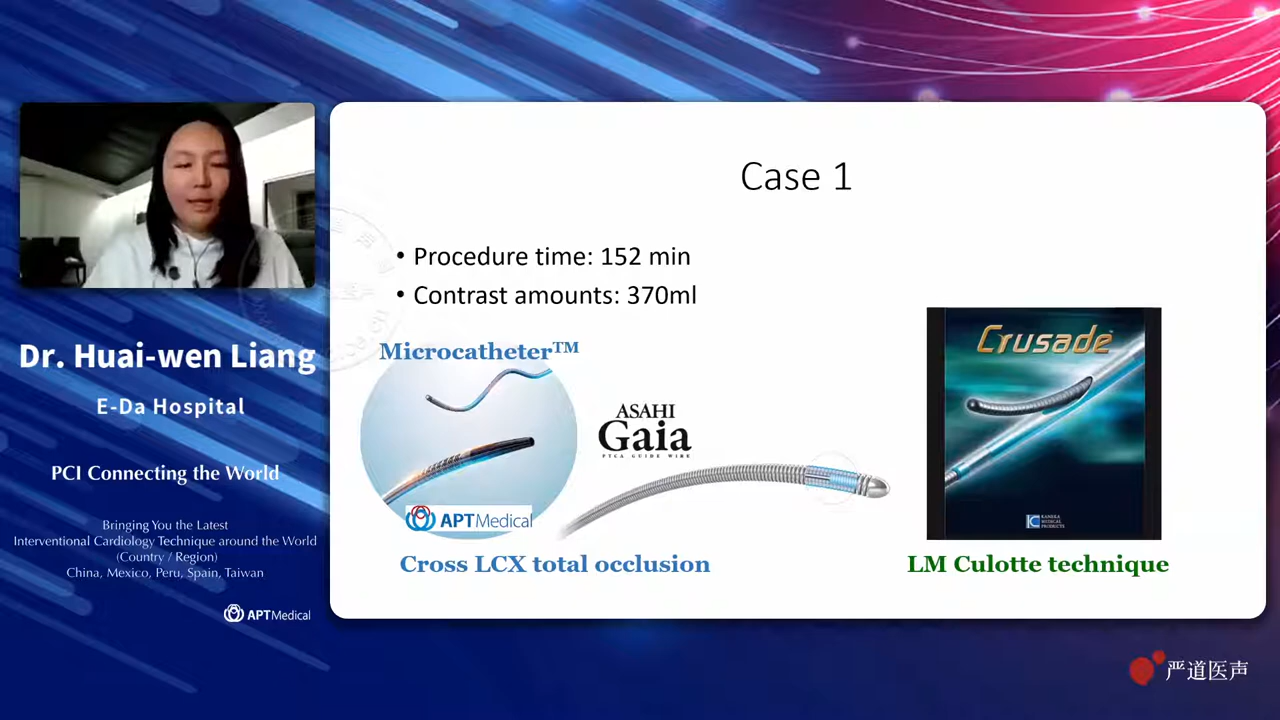 Case 1
• Procedure time: 152 min
• Contrast amounts: 370ml
Microcatheter™
ASAHI
Gaia
PTCA GUIDE WIRE
APTMedical
Cross LCX total occlusion
Crusade
KANEKA
MEDICAL
PRODUCTS
LM Culotte technique
Dr. Huai-wen Liang
E-Da Hospital
PCI Connecting the World
Bringing You the Latest
Interventional Cardiology Technique around the World
(Country / Region)
China, Mexico, Peru, Spain, Taiwan
APTMedical
严道医声